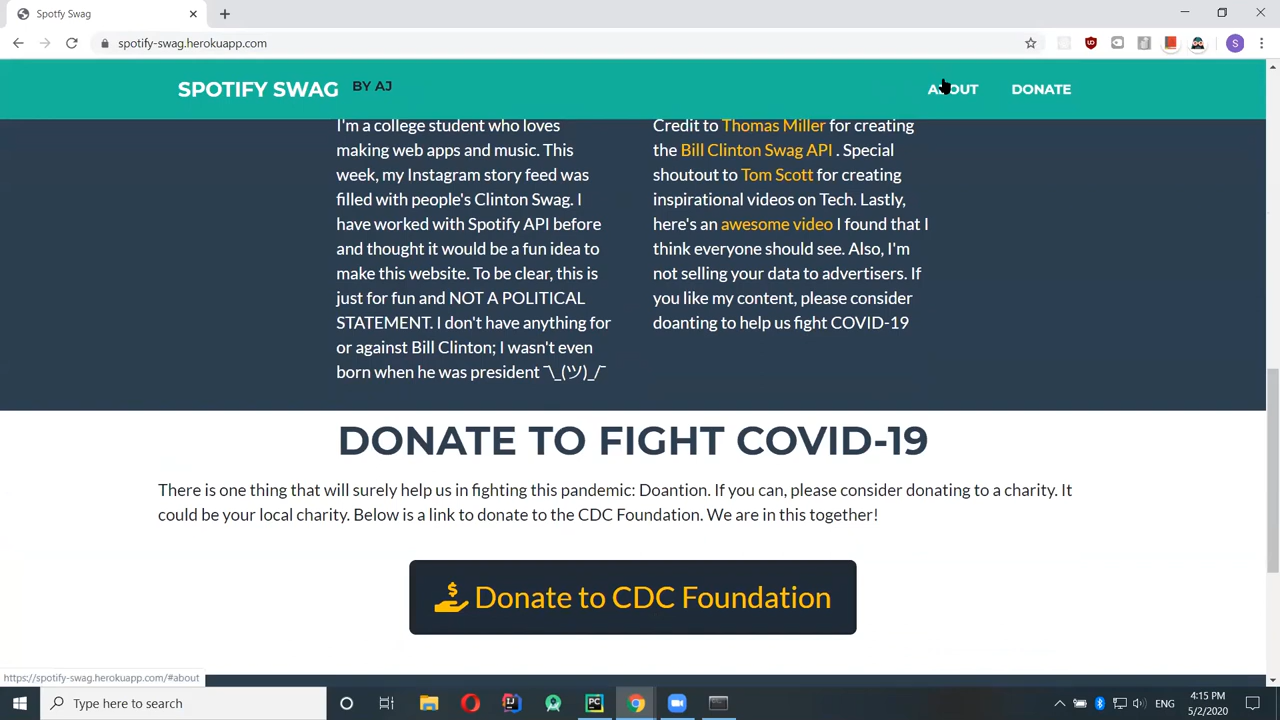 Spotfy Swag
spotify-swag.herokuapp.com
S
SPOTIFY SWAG BY AJ
ABOUT DONATE
I'm a college student who loves
making web apps and music. This
week, my Instagram story feed was
filled with people's Clinton Swag. I
have worked with Spotify API before
and thought it would be a fun idea to
make this website. To be clear, this is
just for fun and NOT A POLITICAL
STATEMENT. I don't have anything for
or against Bill Clinton; I wasn't even
born when he was president ¯\_(ツ)_/¯
Credit to Thomas Miller for creating
the Bill Clinton Swag API . Special
shoutout to Tom Scott for creating
inspirational videos on Tech. Lastly,
here's an awesome video I found that I
think everyone should see. Also, I'm
not selling your data to advertisers. If
you like my content, please consider
doanting to help us fight COVID-19
DONATE TO FIGHT COVID-19
There is one thing that will surely help us in fighting this pandemic: Doantion. If you can, please consider donating to a charity. It
could be your local charity. Below is a link to donate to the CDC Foundation. We are in this together!
Donate to CDC Foundation
https://spotify-swag.herokuapp.com/#about
Type here to search
PC
ENG
4:15 PM
5/2/2020